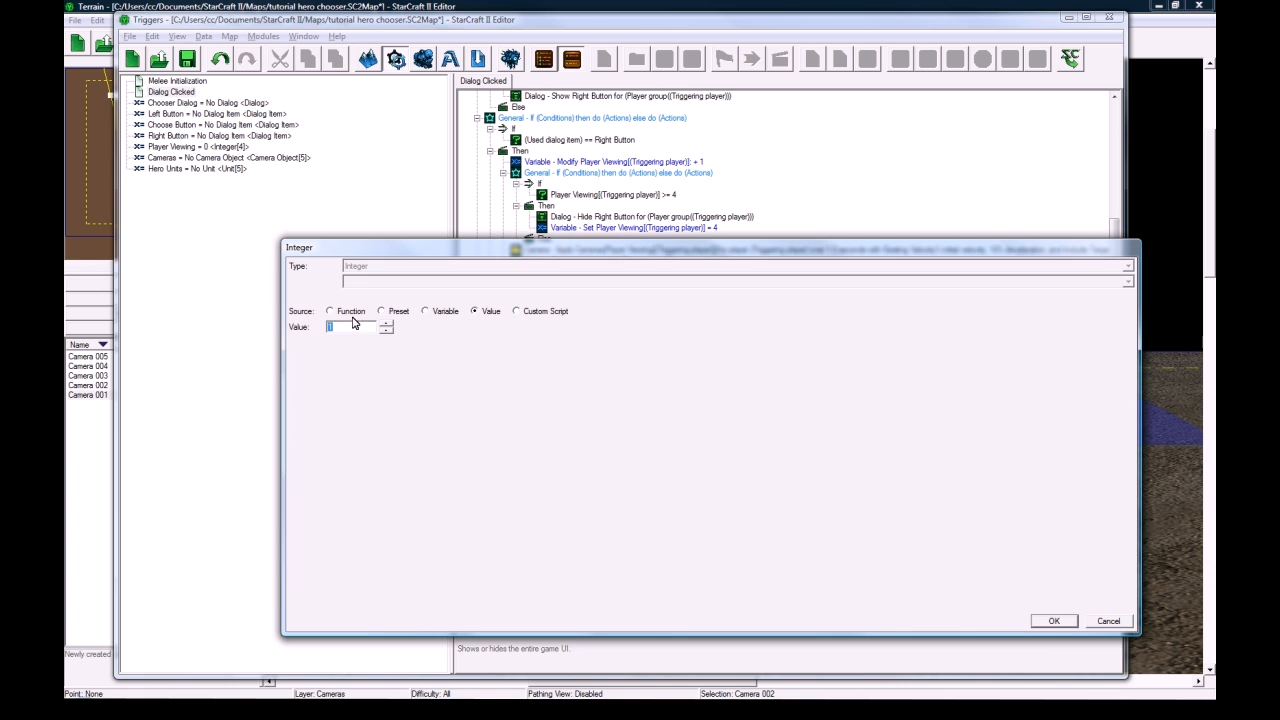 Terrain - [C:/Users/cc/Documents/StarCraft II/Maps/tutorial hero chooser.SC2Map*] - StarCraft II Editor
File Edit
Triggers - [C:/Users/cc/Documents/StarCraft II/Maps/tutorial hero chooser.SC2Map*] - StarCraft II Editor
File Edit View Data Map Modules Window Help
Melee Initialization
Dialog Clicked
Chooser Dialog = No Dialog <Dialog>
Left Button = No Dialog Item <Dialog Item>
Choose Button = No Dialog Item <Dialog Item>
Right Button = No Dialog Item <Dialog Item>
Player Viewing = 0 <Integer[4]>
Cameras = No Camera Object <Camera Object[5]>
Hero Units = No Unit <Unit[5]>
Dialog Clicked
Dialog - Show Right Button for (Player group((Triggering player)))
Else
General - If (Conditions) then do (Actions) else do (Actions)
If
(Used dialog item) == Right Button
Then
Variable - Modify Player Viewing[(Triggering player)]: + 1
General - If (Conditions) then do (Actions) else do (Actions)
If
Player Viewing[(Triggering player)] >= 4
Then
Dialog - Hide Right Button for (Player group((Triggering player)))
Variable - Set Player Viewing[(Triggering player)] = 4
Integer
Type: Integer
Source: Function Preset Variable Value Custom Script
Value: 1
OK Cancel
Name
Camera 005
Camera 004
Camera 003
Camera 002
Camera 001
Newly created
Shows or hides the entire game UI.
Point: None Layer: Cameras Difficulty: All Pathing View: Disabled Selection: Camera 002